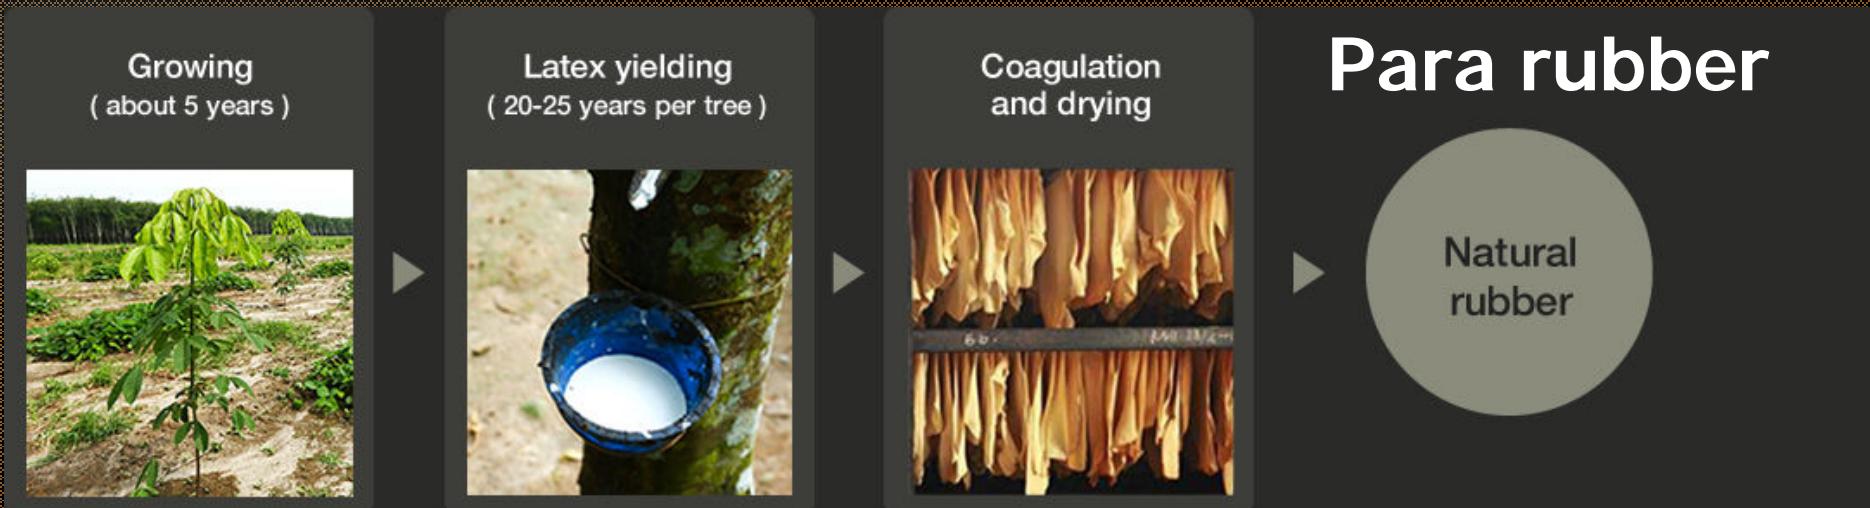 Growing
( about 5 years )
Latex yielding
( 20-25 years per tree )
Coagulation
and drying
Para rubber
Natural
rubber